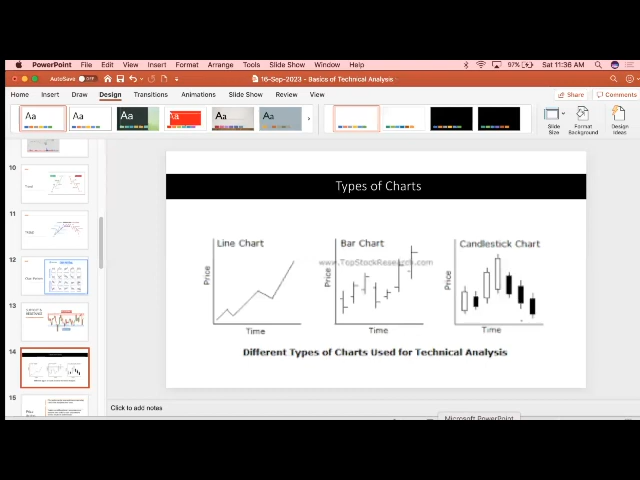 PowerPoint File Edit View Insert Format Arrange Tools Slide Show Window Help 97% Sat 11:36 AM
AutoSave OFF 16-Sep-2023 - Basics of Technical Analysis
Home Insert Draw Design Transitions Animations Slide Show Review View Share Comments
Aa Aa Aa Aa Aa Aa
Slide Size
Format Background
Design Ideas
10
11
12
13
14
15
Types of Charts
Line Chart
Bar Chart
Candlestick Chart
www.TopStockResearch.com
Price
Price
Price
Time
Time
Time
Different Types of Charts Used for Technical Analysis
Click to add notes
Microsoft PowerPoint